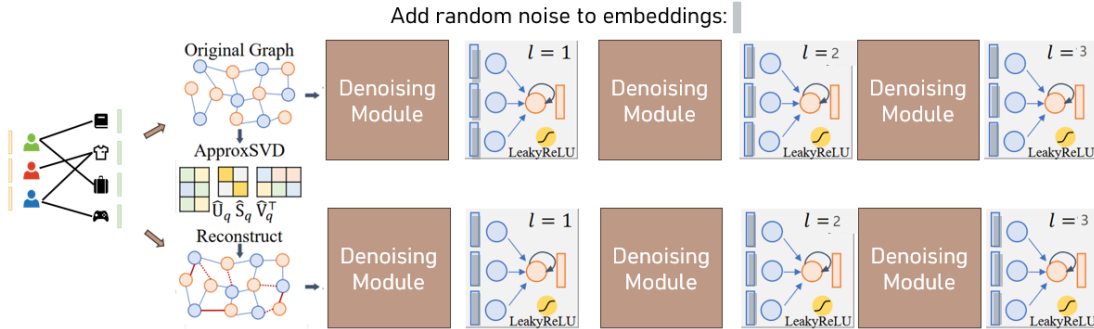 Add random noise to embeddings:
Original Graph
Denoising
Module
l = 1
LeakyReLU
Denoising
Module
l = 2
LeakyReLU
Denoising
Module
l = 3
LeakyReLU
ApproxSVD
Û_q Ŝ_q V̂_q^⊤
Reconstruct
Denoising
Module
l = 1
LeakyReLU
Denoising
Module
l = 2
LeakyReLU
Denoising
Module
l = 3
LeakyReLU